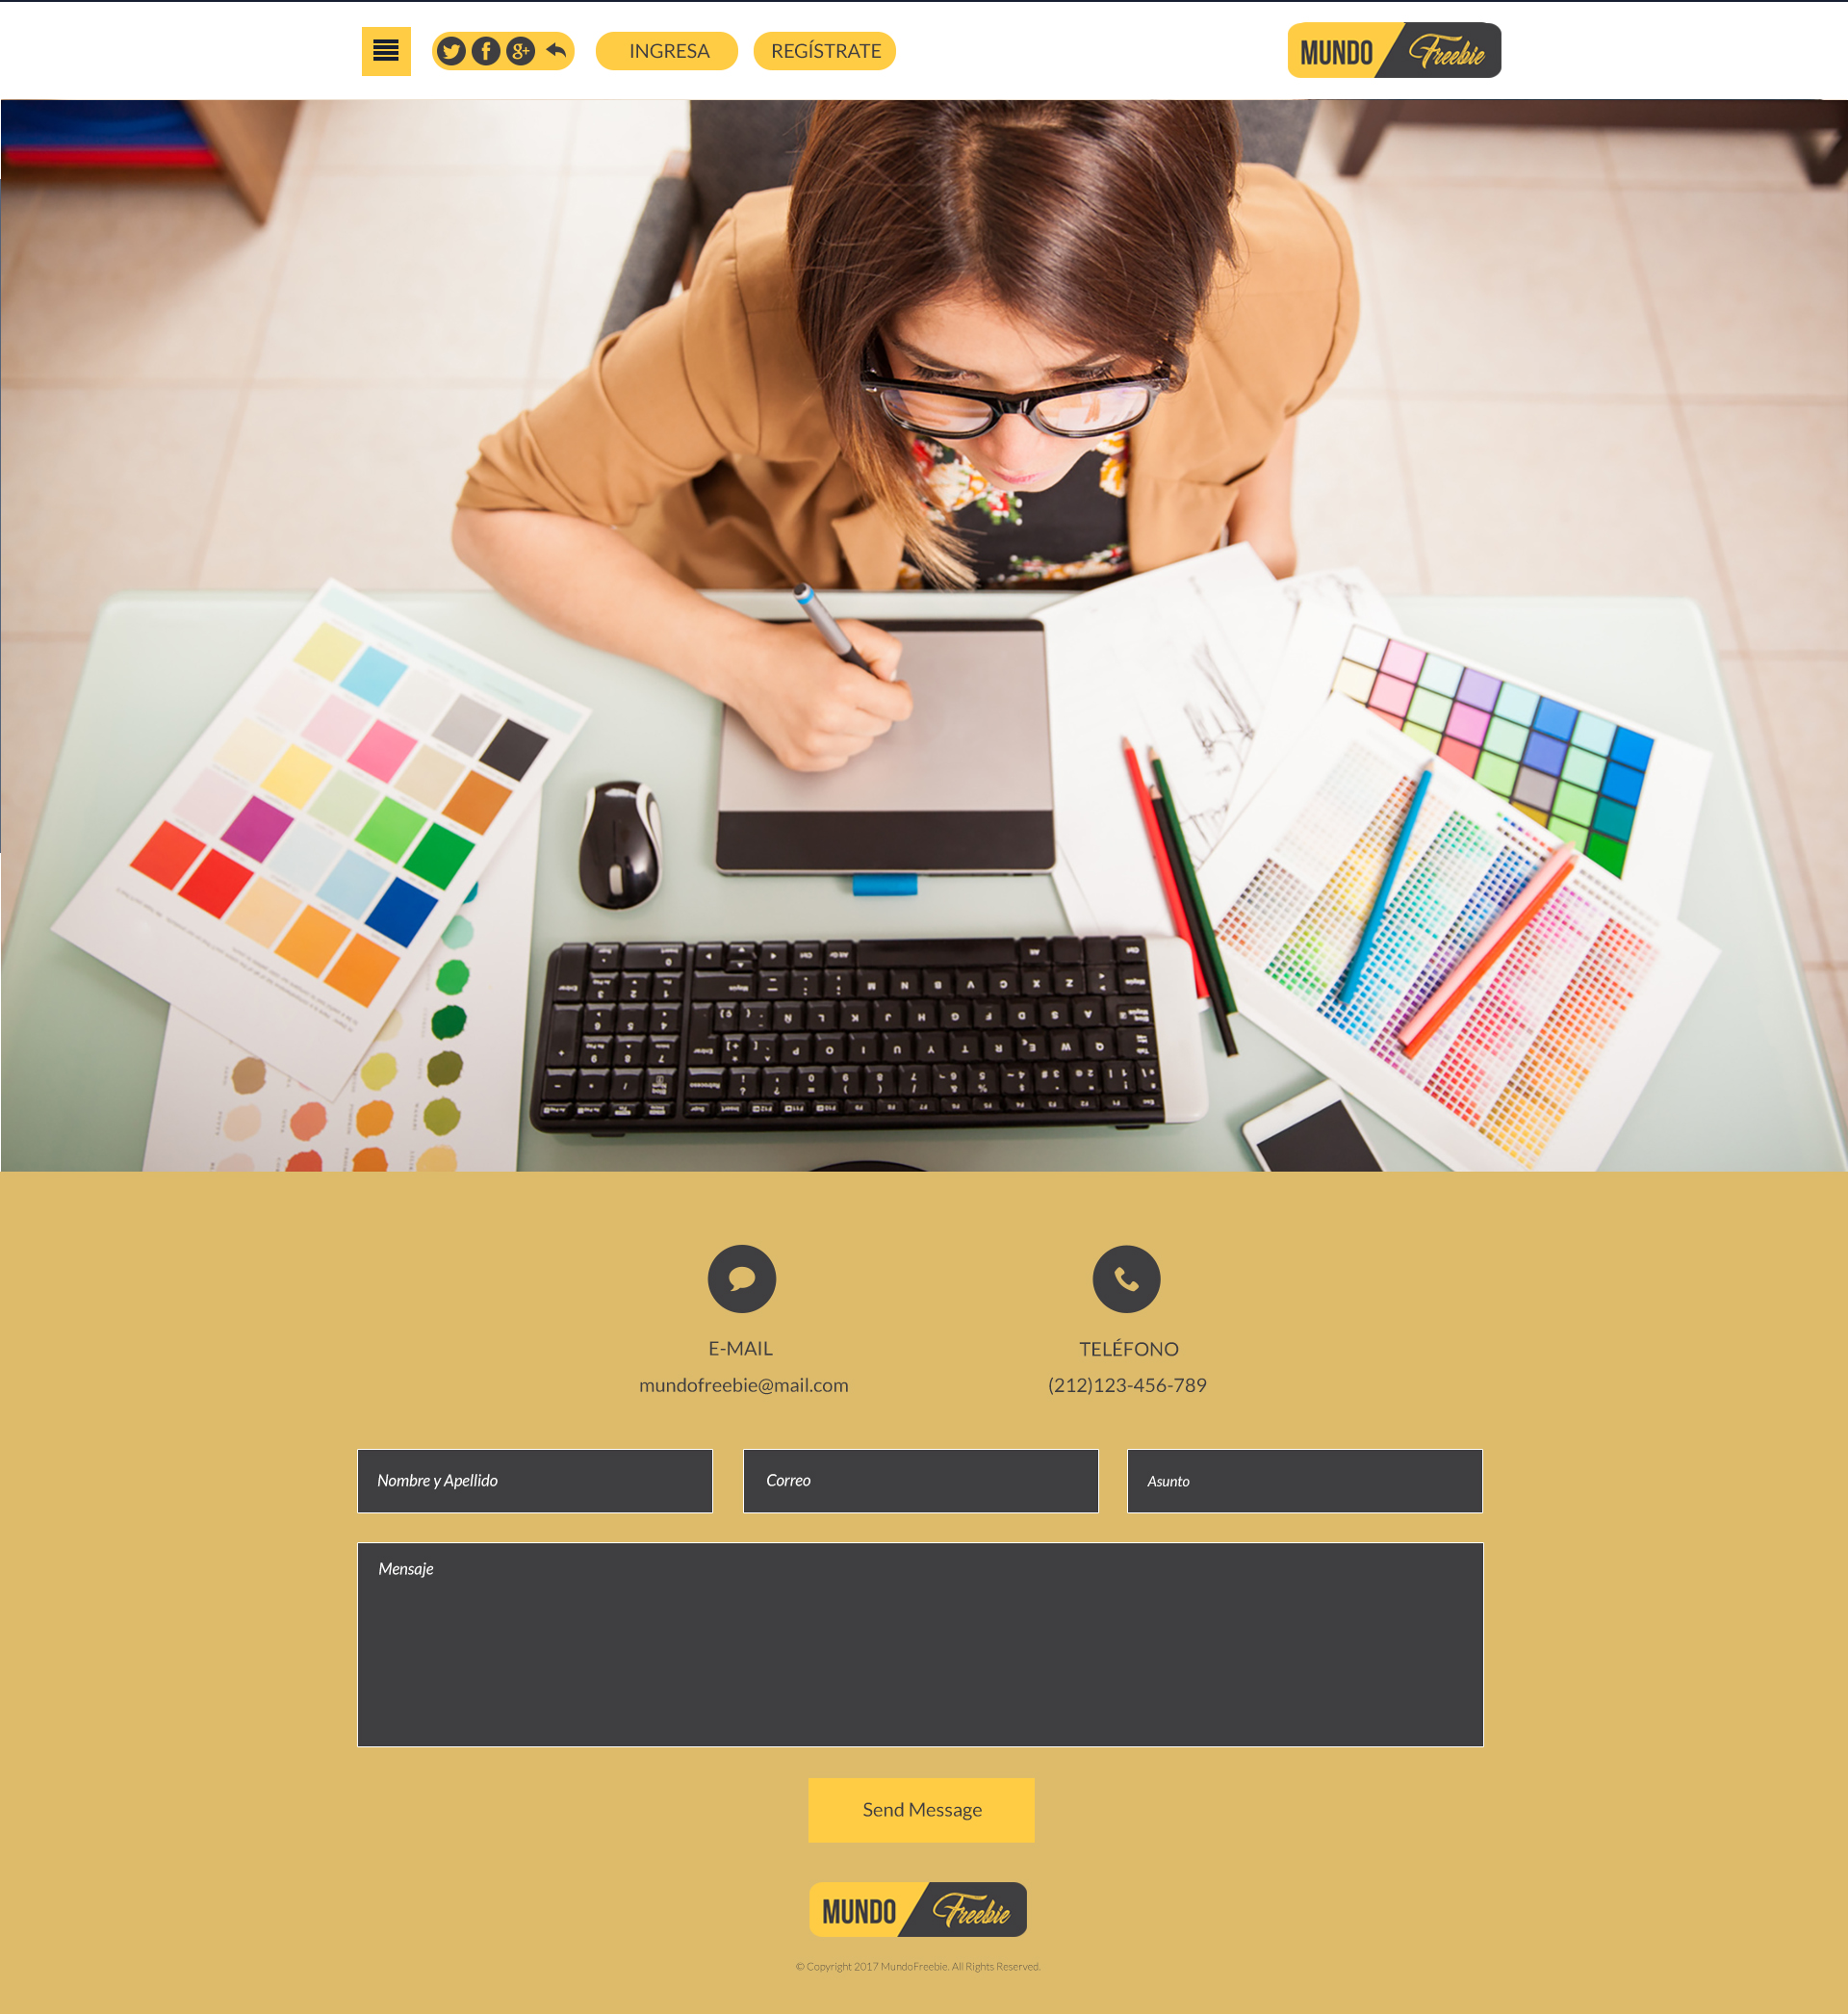 INGRESA
REGÍSTRATE
MUNDO Freebie
E-MAIL
TELÉFONO
mundofreebie@mail.com
(212)123-456-789
Nombre y Apellido
Correo
Asunto
Mensaje
Send Message
MUNDO Freebie
© Copyright 2017 MundoFreebie. All Rights Reserved.